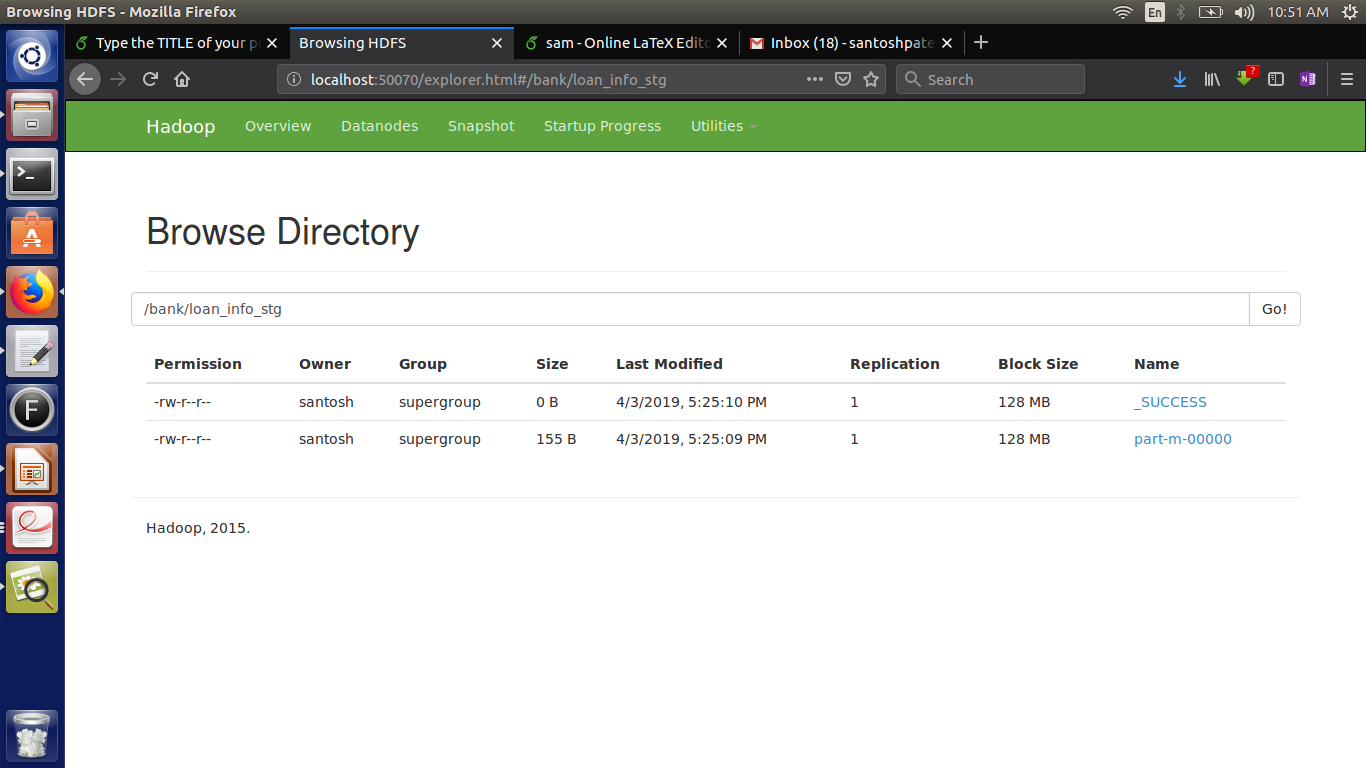 Browsing HDFS - Mozilla Firefox
En
10:51 AM
Type the TITLE of your p
Browsing HDFS
sam - Online LaTeX Edito
Inbox (18) - santoshpate
localhost:50070/explorer.html#/bank/loan_info_stg
Search
?
N
Hadoop Overview Datanodes Snapshot Startup Progress Utilities
Browse Directory
/bank/loan_info_stg Go!
Permission Owner Group Size Last Modified Replication Block Size Name
-rw-r--r-- santosh supergroup 0 B 4/3/2019, 5:25:10 PM 1 128 MB _SUCCESS
-rw-r--r-- santosh supergroup 155 B 4/3/2019, 5:25:09 PM 1 128 MB part-m-00000
Hadoop, 2015.
>_
A
F